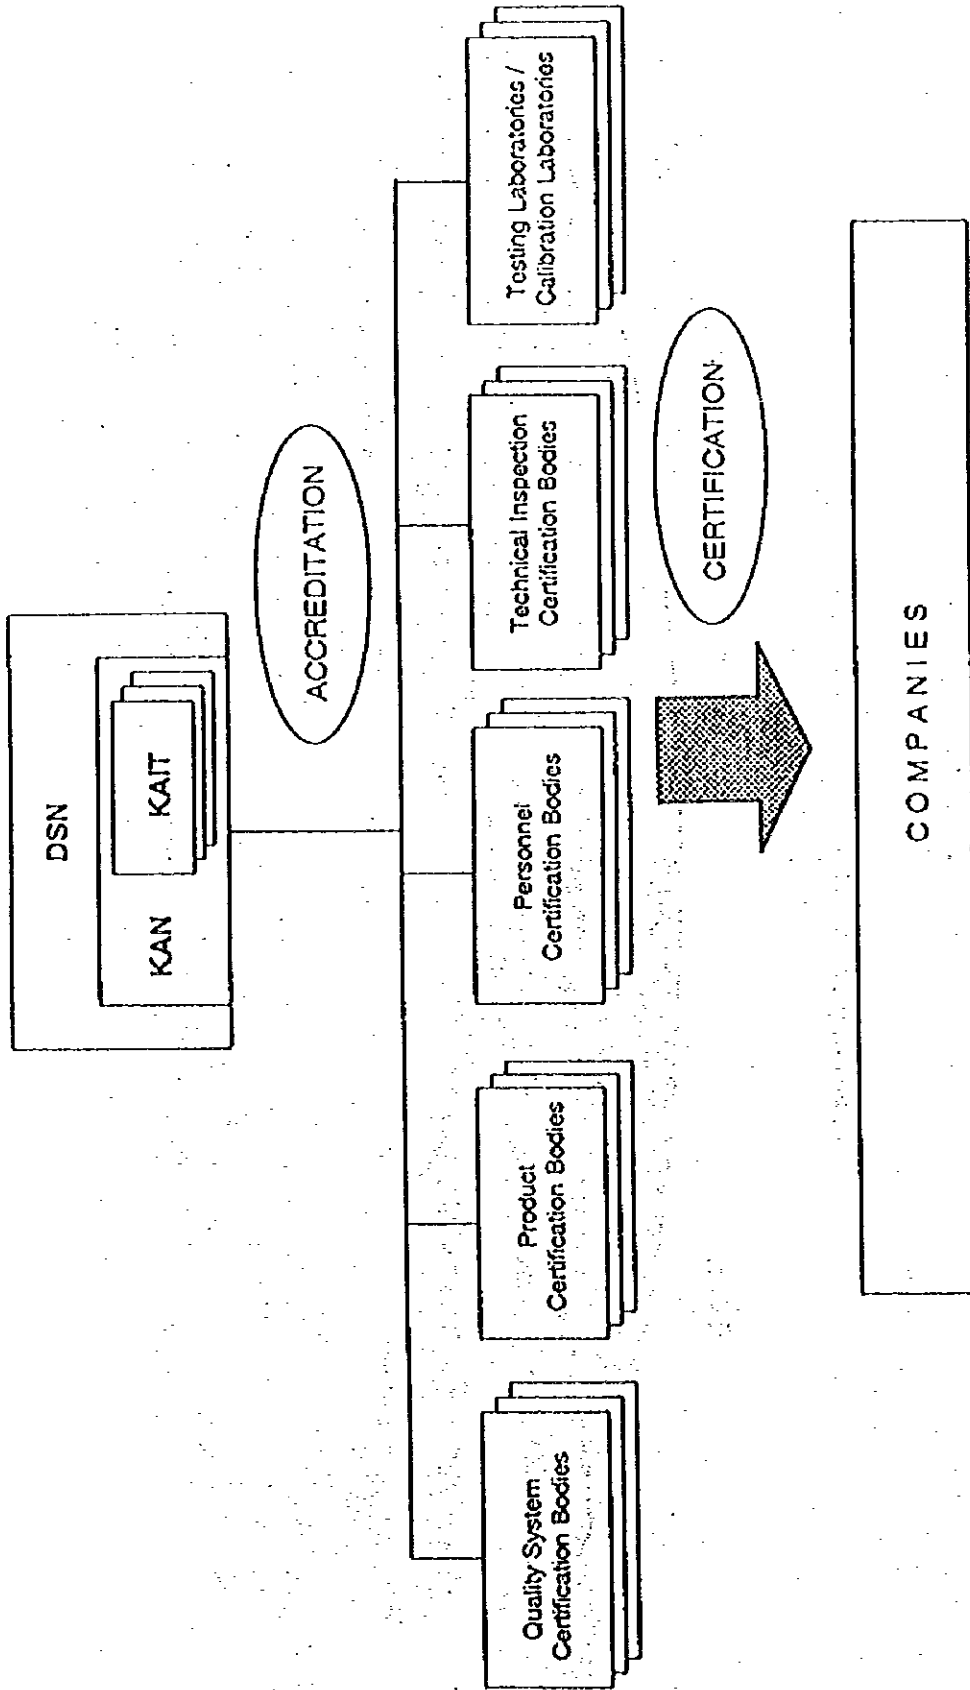 DSN
KAN
KAIT
ACCREDITATION
Quality System
Certification Bodies
Product
Certification Bodies
Personnel
Certification Bodies
Technical Inspection
Certification Bodies
Testing Laboratories /
Calibration Laboratories
CERTIFICATION
COMPANIES